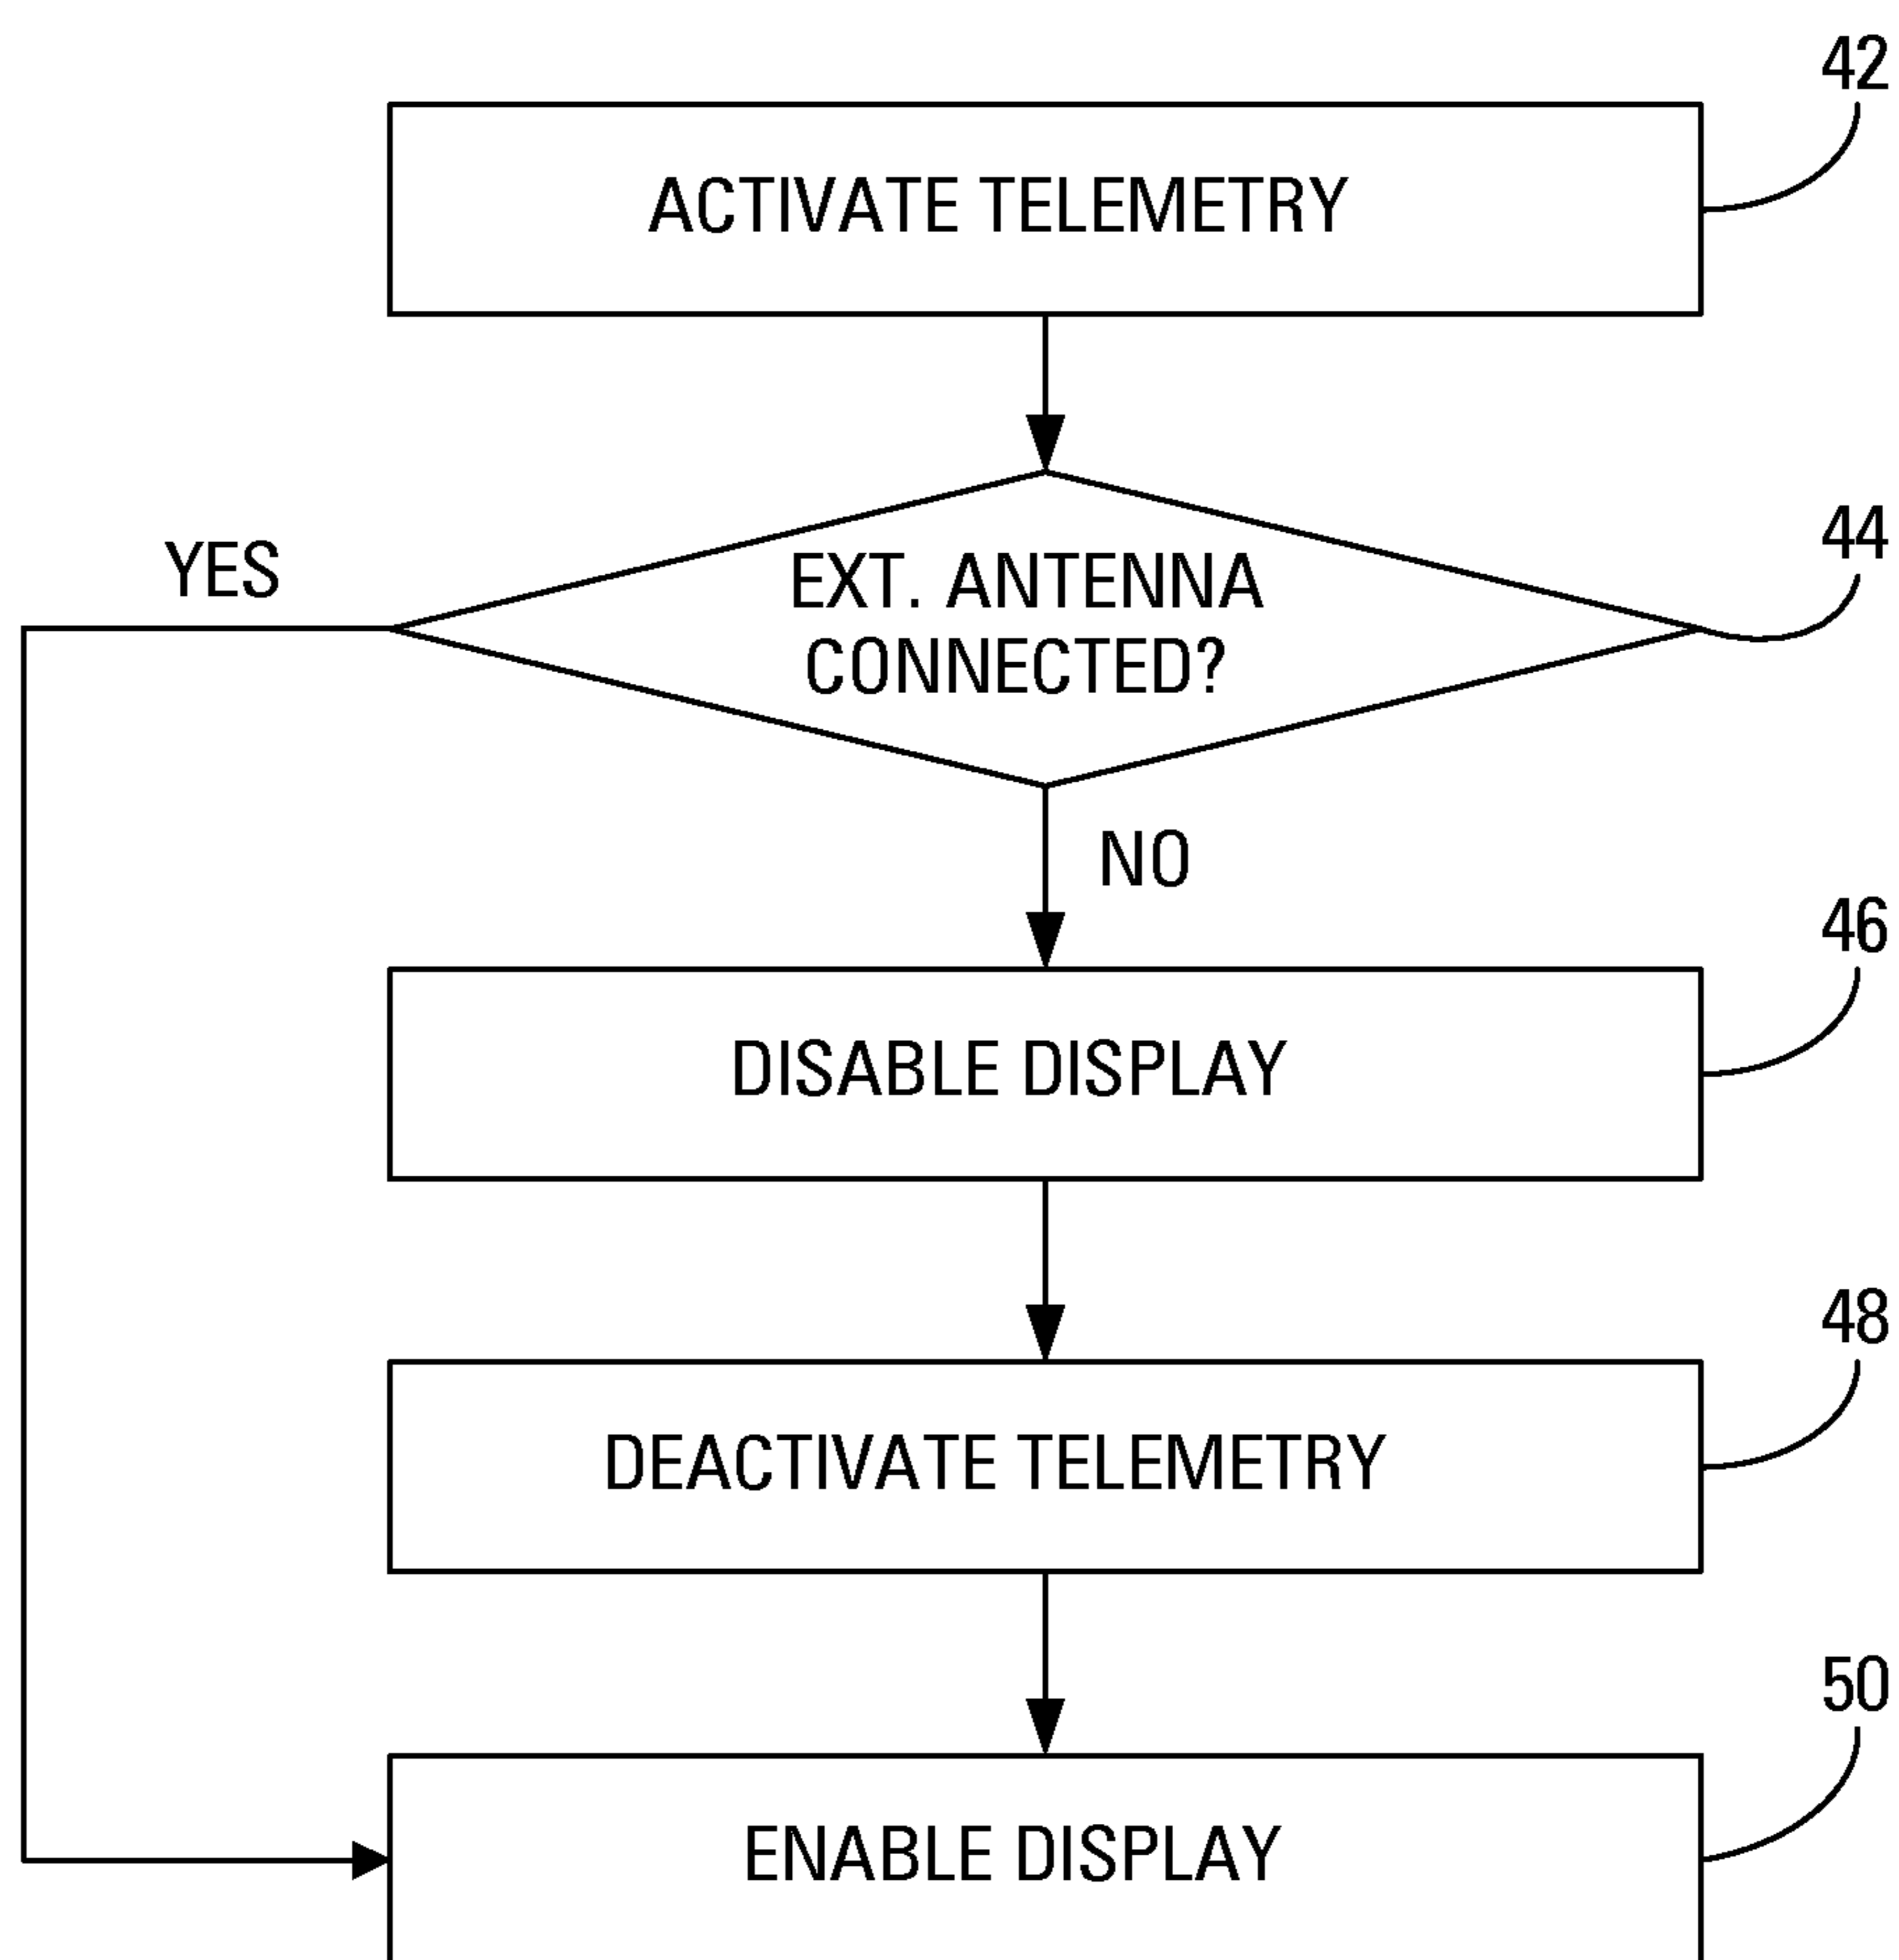 42
ACTIVATE TELEMETRY
44
YES
EXT. ANTENNA
CONNECTED?
NO
46
DISABLE DISPLAY
48
DEACTIVATE TELEMETRY
50
ENABLE DISPLAY